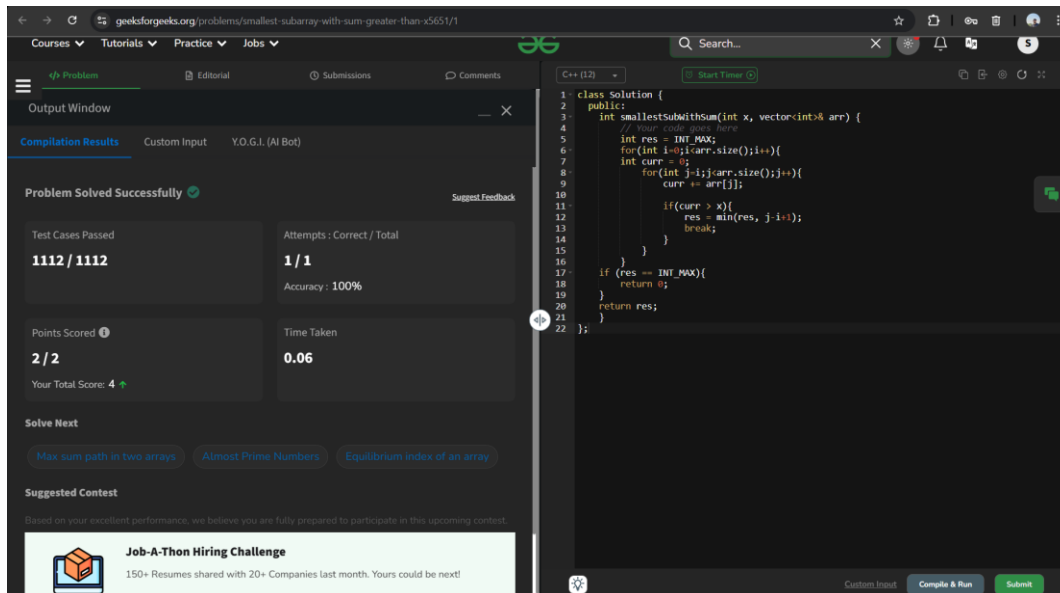 geeksforgeeks.org/problems/smallest-subarray-with-sum-greater-than-x5651/1
Courses
Tutorials
Practice
Jobs
Search...
S
</> Problem
Editorial
Submissions
Comments
Output Window
Compilation Results
Custom Input
Y.O.G.I. (AI Bot)
Problem Solved Successfully
Suggest Feedback
Test Cases Passed
1112 / 1112
Attempts : Correct / Total
1 / 1
Accuracy : 100%
Points Scored
2 / 2
Your Total Score: 4
Time Taken
0.06
Solve Next
Max sum path in two arrays
Almost Prime Numbers
Equilibrium index of an array
Suggested Contest
Based on your excellent performance, we believe you are fully prepared to participate in this upcoming contest.
Job-A-Thon Hiring Challenge
150+ Resumes shared with 20+ Companies last month. Yours could be next!
C++ (12)
Start Timer
1 class Solution {
2 public:
3 int smallestSubWithSum(int x, vector<int>& arr) {
4 // Your code goes here
5 int res = INT_MAX;
6 for(int i=0;i<arr.size();i++){
7 int curr = 0;
8 for(int j=i;j<arr.size();j++){
9 curr += arr[j];
10
11 if(curr > x){
12 res = min(res, j-i+1);
13 break;
14 }
15 }
16 }
17 if (res == INT_MAX){
18 return 0;
19 }
20 return res;
21 }
22 };
Custom Input
Compile & Run
Submit